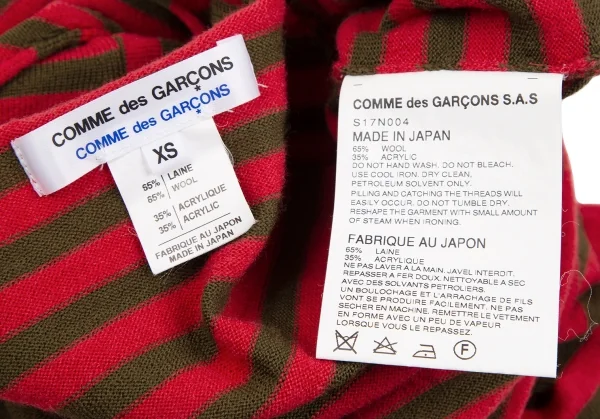 COMME des GARÇONS
COMME des GARÇONS
XS
65% LAINE
65% WOOL
35% ACRYLIQUE
35% ACRYLIC
FABRIQUE AU JAPON
MADE IN JAPAN
COMME des GARÇONS S.A.S
S17N004
MADE IN JAPAN
65% WOOL
35% ACRYLIC
DO NOT HAND WASH. DO NOT BLEACH.
USE COOL IRON. DRY CLEAN.
PETROLEUM SOLVENT ONLY.
PILLING AND CATCHING THE THREADS WILL
EASILY OCCUR. DO NOT TUMBLE DRY.
RESHAPE THE GARMENT WITH SMALL AMOUNT
OF STEAM WHEN IRONING.
FABRIQUE AU JAPON
65% LAINE
35% ACRYLIQUE
NE PAS LAVER A LA MAIN. JAVEL INTERDIT.
REPASSER A FER DOUX. NETTOYABLE A SEC
AVEC DES SOLVANTS PETROLIERS.
UN BOULOCHAGE ET L'ARRACHAGE DE FILS
VONT SE PRODUIRE FACILEMENT. NE PAS
SECHER EN MACHINE. REMETTRE LE VETEMENT
EN FORME AVEC UN PEU DE VAPEUR
LORSQUE VOUS LE REPASSEZ.
F